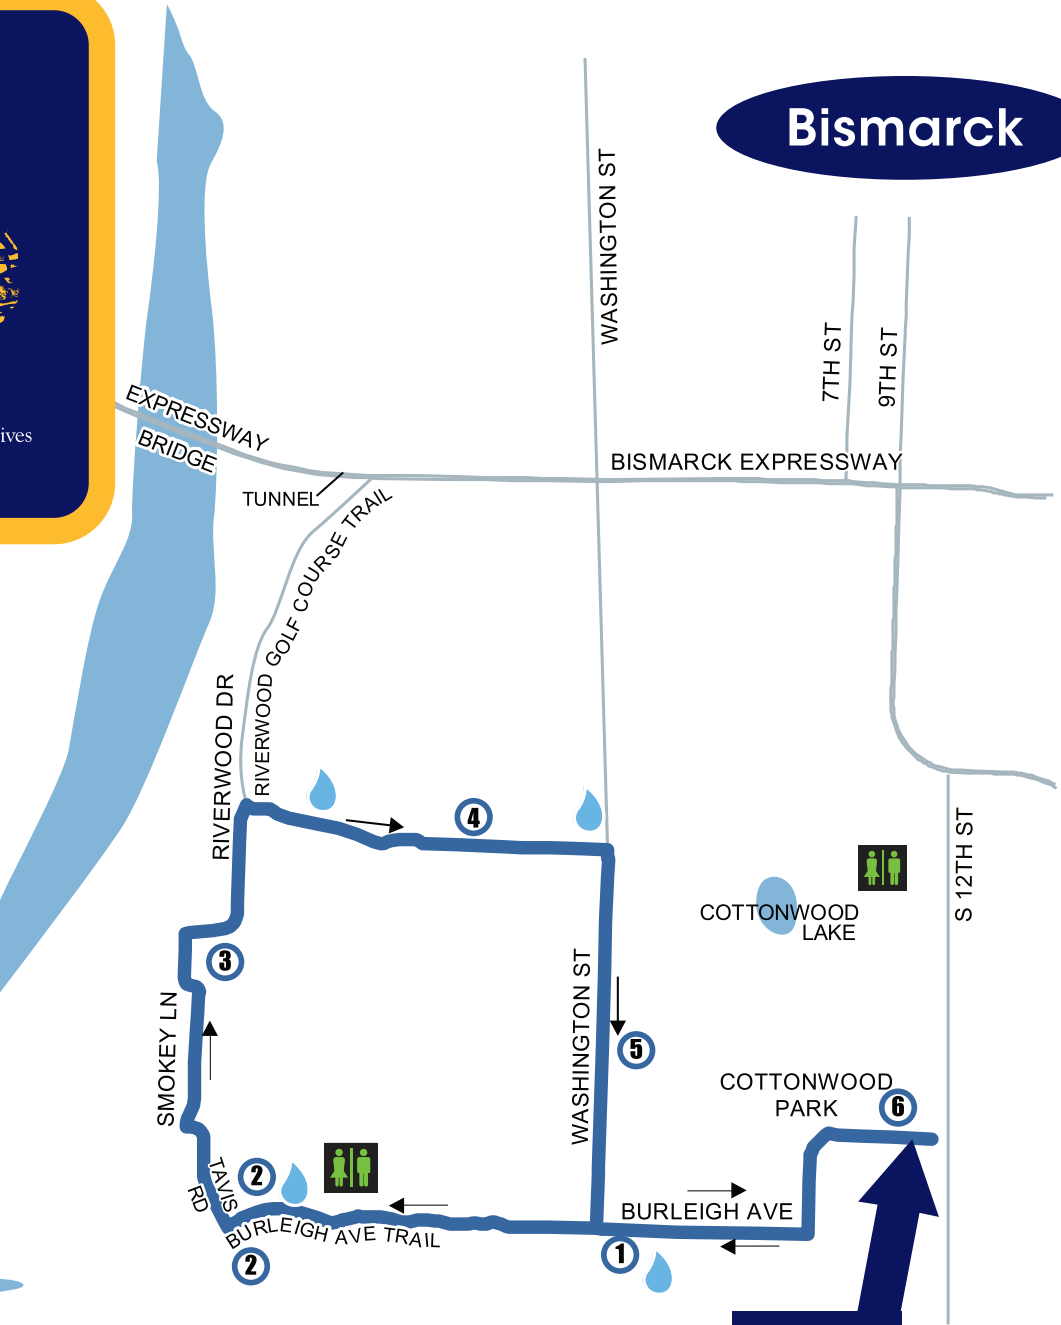 Bismarck
WASHINGTON ST
7TH ST
9TH ST
EXPRESSWAY
BRIDGE
ives
BISMARCK EXPRESSWAY
TUNNEL
RIVERWOOD GOLF COURSE TRAIL
RIVERWOOD DR
4
S 12TH ST
COTTONWOOD
LAKE
3
SMOKEY LN
WASHINGTON ST
5
COTTONWOOD
PARK
6
2
TAVIS
RD
BURLEIGH AVE
BURLEIGH AVE TRAIL
1
2